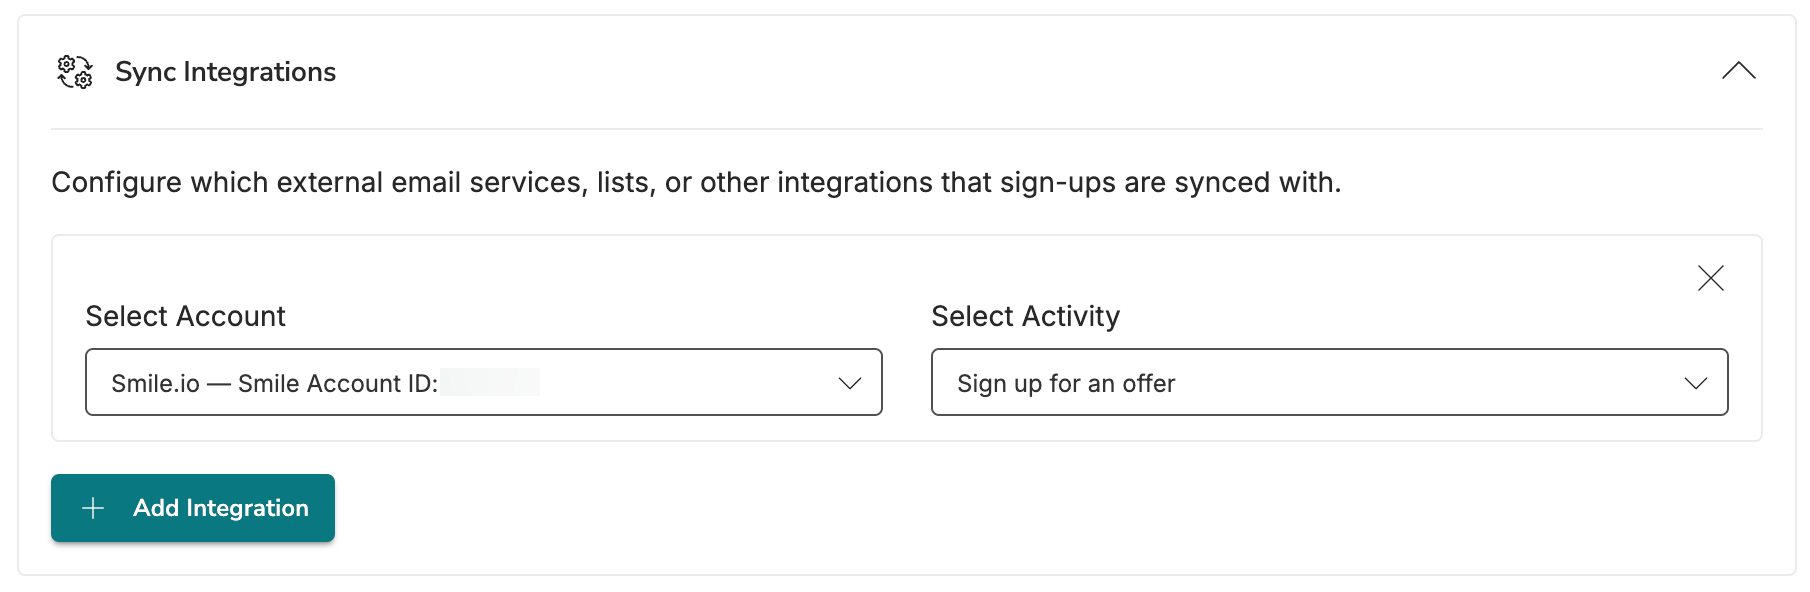 Sync Integrations
Configure which external email services, lists, or other integrations that sign-ups are synced with.
Select Account
Select Activity
Smile.io — Smile Account ID:
Sign up for an offer
Add Integration